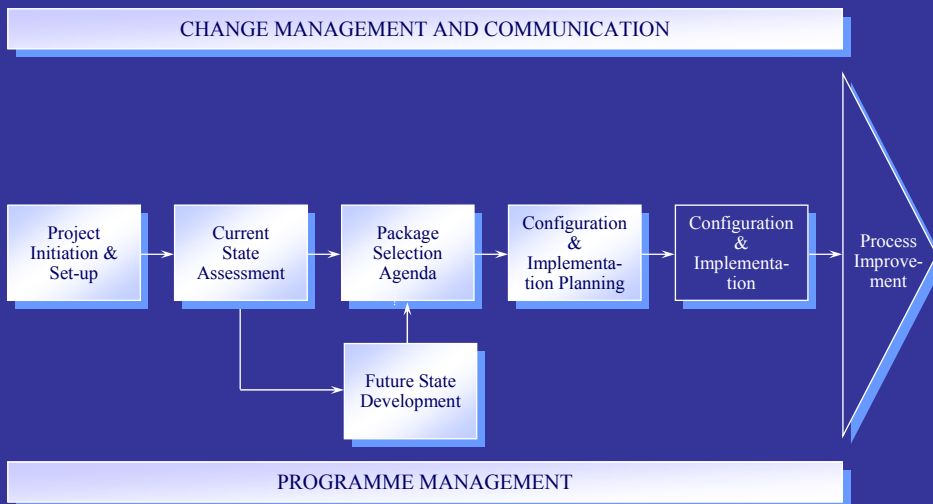 CHANGE MANAGEMENT AND COMMUNICATION
Project
Initiation &
Set-up
Current
State
Assessment
Package
Selection
Agenda
Configuration
&
Implementa-
tion Planning
Configuration
&
Implementa-
tion
Process
Improve-
ment
Future State
Development
PROGRAMME MANAGEMENT